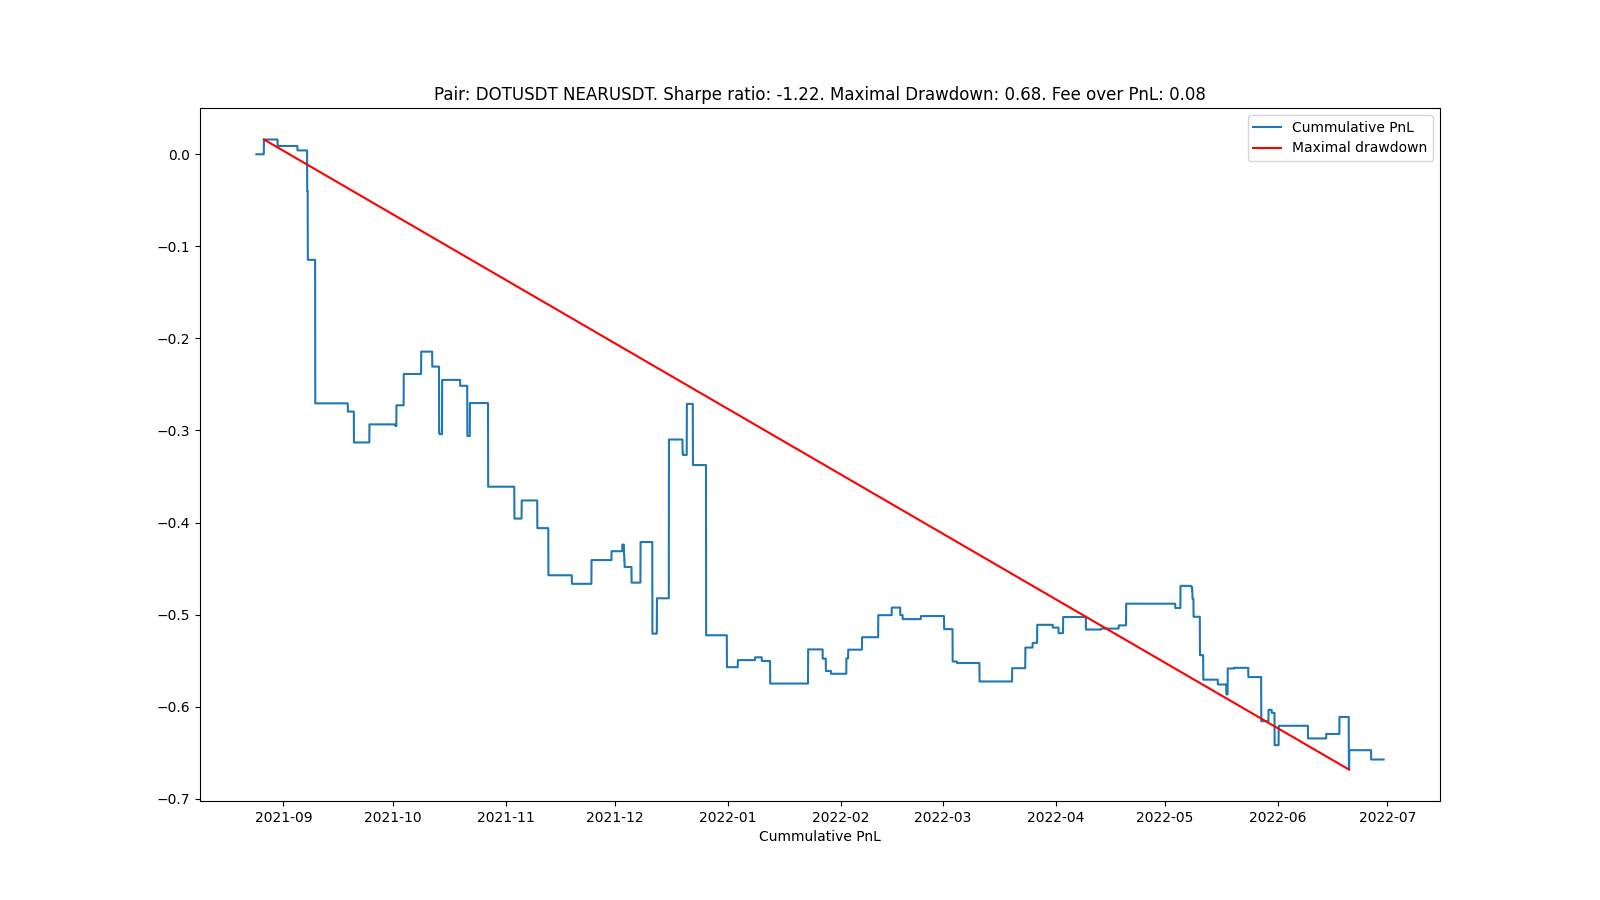 Pair: DOTUSDT NEARUSDT. Sharpe ratio: -1.22. Maximal Drawdown: 0.68. Fee over PnL: 0.08
Cummulative PnL
Maximal drawdown
0.0
−0.1
−0.2
−0.3
−0.4
−0.5
−0.6
−0.7
2021-09 2021-10 2021-11 2021-12 2022-01 2022-02 2022-03 2022-04 2022-05 2022-06 2022-07
Cummulative PnL